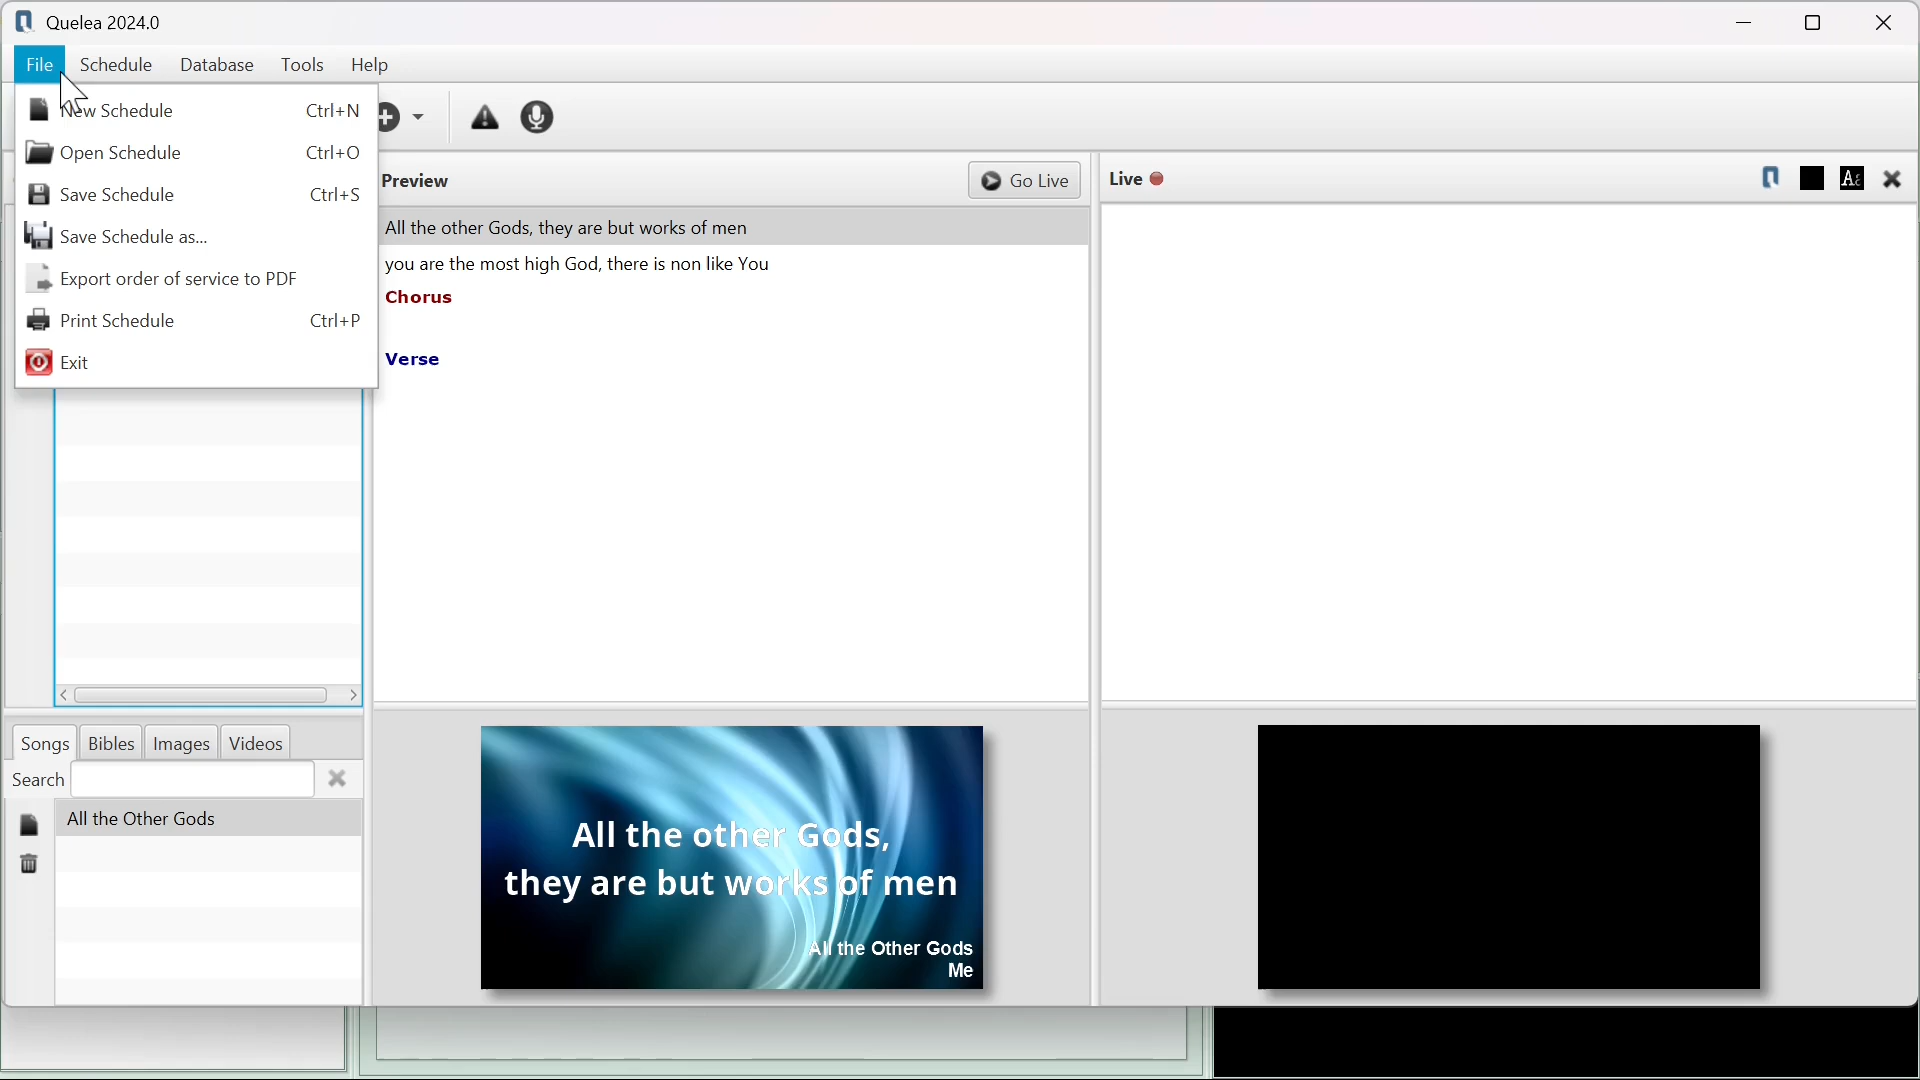 Quelea 2024.0
File Schedule Database Tools Help
New Schedule Ctrl+N
Open Schedule Ctrl+O
Save Schedule Ctrl+S
Save Schedule as...
Export order of service to PDF
Print Schedule Ctrl+P
Exit
Preview
Go Live
All the other Gods, they are but works of men
you are the most high God, there is non like You
Chorus
Verse
Live
Songs Bibles Images Videos
Search
All the Other Gods
All the other Gods,
they are but works of men
All the Other Gods
Me